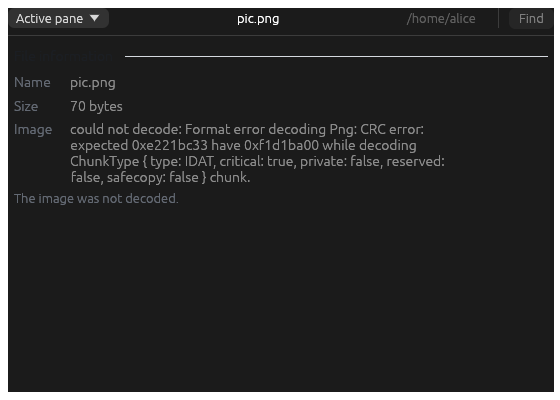 Active pane ▼ pic.png /home/alice Find
Name pic.png
Size 70 bytes
Image could not decode: Format error decoding Png: CRC error:
expected 0xe221bc33 have 0xf1d1ba00 while decoding
ChunkType { type: IDAT, critical: true, private: false, reserved:
false, safecopy: false } chunk.
The image was not decoded.